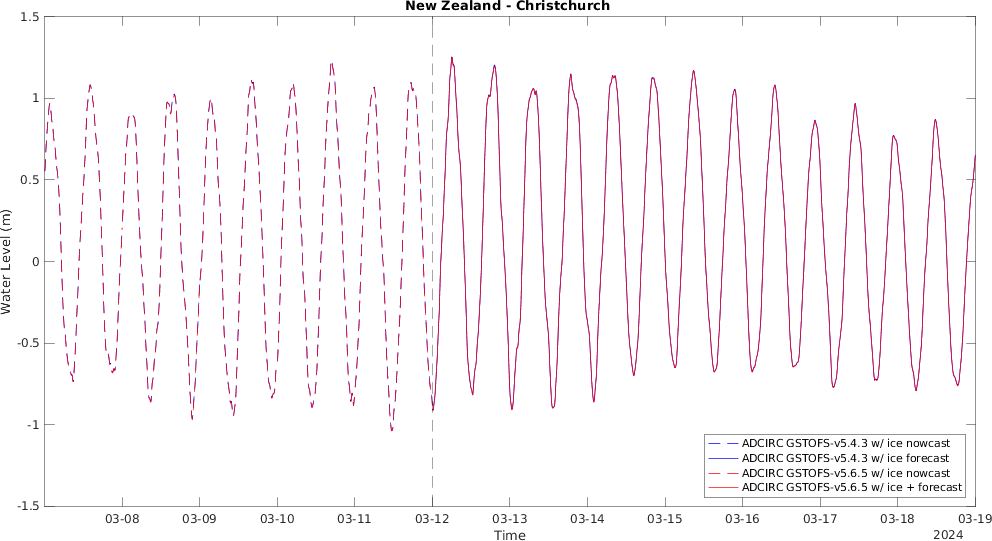 New Zealand - Christchurch
1.5
1
0.5
0
-0.5
-1
-1.5
Water Level (m)
03-08 03-09 03-10 03-11 03-12 03-13 03-14 03-15 03-16 03-17 03-18 03-19
Time
2024
ADCIRC GSTOFS-v5.4.3 w/ ice nowcast
ADCIRC GSTOFS-v5.4.3 w/ ice forecast
ADCIRC GSTOFS-v5.6.5 w/ ice nowcast
ADCIRC GSTOFS-v5.6.5 w/ ice + forecast